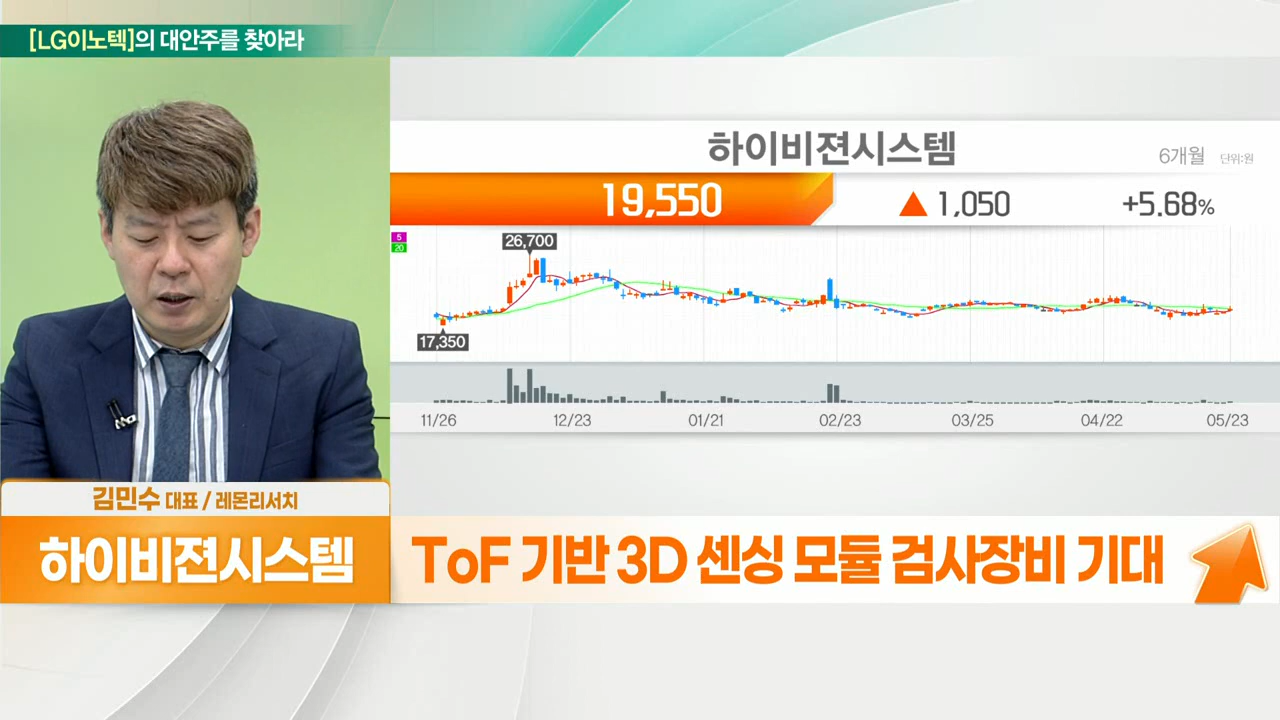 [LG이노텍]의 대안주를 찾아라
하이비젼시스템
6개월 단위:원
19,550 ▲ 1,050 +5.68%
5
20
26,700
17,350
11/26 12/23 01/21 02/23 03/25 04/22 05/23
김민수 대표 / 레몬리서치
하이비젼시스템
ToF 기반 3D 센싱 모듈 검사장비 기대